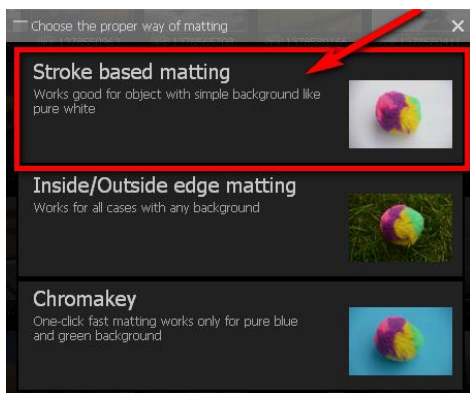 Choose the proper way of matting
Stroke based matting
Works good for object with simple background like
pure white
Inside/Outside edge matting
Works for all cases with any background
Chromakey
One-click fast matting works only for pure blue
and green background